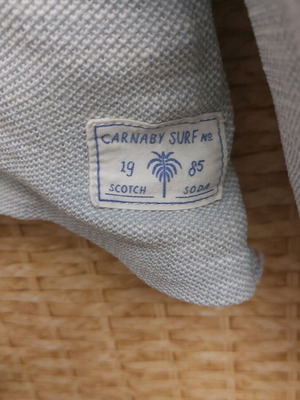 CARNABY SURF No
19 85
SCOTCH SODA